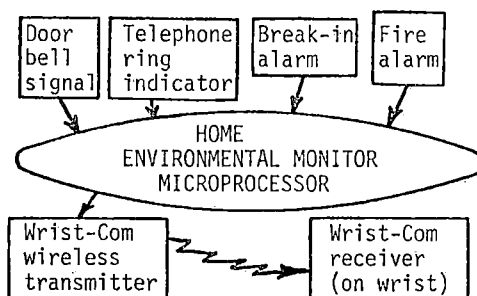 Door
bell
signal
Telephone
ring
indicator
Break-in
alarm
Fire
alarm
HOME
ENVIRONMENTAL MONITOR
MICROPROCESSOR
Wrist-Com
wireless
transmitter
Wrist-Com
receiver
(on wrist)